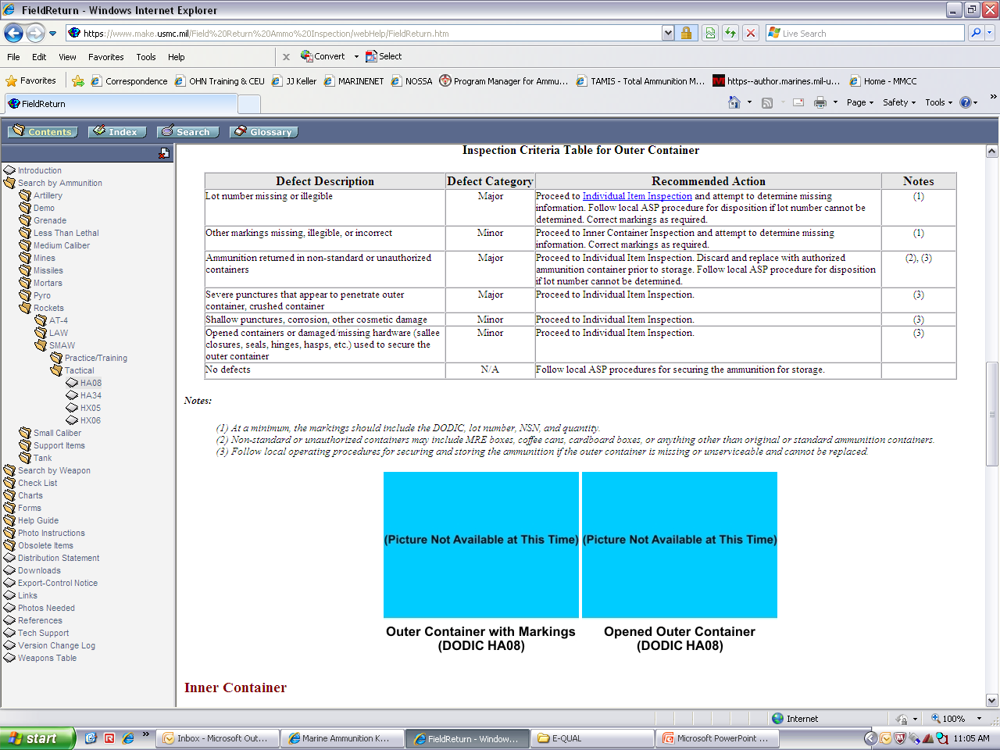 FieldReturn - Windows Internet Explorer
https://www.make.usmc.mil/Field%20Return%20Ammo%20Inspection/webHelp/FieldReturn.htm
Live Search
File Edit View Favorites Tools Help
x Convert Select
Favorites Correspondence OHN Training & CEU JJ Keller MARINENET NOSSA Program Manager for Ammu... TAMIS - Total Ammunition M... https--author.marines.mil-u... Home - MMCC
FieldReturn
Page Safety Tools
Contents Index Search Glossary
Introduction
Search by Ammunition
Artillery
Demo
Grenade
Less Than Lethal
Medium Caliber
Mines
Missiles
Mortars
Pyro
Rockets
AT-4
LAW
SMAW
Practice/Training
Tactical
HA08
HA34
HX05
HX06
Small Caliber
Support Items
Tank
Search by Weapon
Check List
Charts
Forms
Help Guide
Photo Instructions
Obsolete Items
Distribution Statement
Downloads
Export-Control Notice
Links
Photos Needed
References
Tech Support
Version Change Log
Weapons Table
Inspection Criteria Table for Outer Container
Defect Description Defect Category Recommended Action Notes
Lot number missing or illegible Major Proceed to Individual Item Inspection and attempt to determine missing (1)
information. Follow local ASP procedure for disposition if lot number cannot be
determined. Correct markings as required.
Other markings missing, illegible, or incorrect Minor Proceed to Inner Container Inspection and attempt to determine missing (1)
information. Correct markings as required.
Ammunition returned in non-standard or unauthorized Major Proceed to Individual Item Inspection. Discard and replace with authorized (2), (3)
containers ammunition container prior to storage. Follow local ASP procedure for disposition
if lot number cannot be determined.
Severe punctures that appear to penetrate outer Major Proceed to Individual Item Inspection. (3)
container, crushed container
Shallow punctures, corrosion, other cosmetic damage Minor Proceed to Individual Item Inspection. (3)
Opened containers or damaged/missing hardware (sallee Minor Proceed to Individual Item Inspection. (3)
closures, seals, hinges, hasps, etc.) used to secure the
outer container
No defects N/A Follow local ASP procedures for securing the ammunition for storage.
Notes:
(1) At a minimum, the markings should include the DODIC, lot number, NSN, and quantity.
(2) Non-standard or unauthorized containers may include MRE boxes, coffee cans, cardboard boxes, or anything other than original or standard ammunition containers.
(3) Follow local operating procedures for securing and storing the ammunition if the outer container is missing or unserviceable and cannot be replaced.
(Picture Not Available at This Time) (Picture Not Available at This Time)
Outer Container with Markings Opened Outer Container
(DODIC HA08) (DODIC HA08)
Inner Container
Internet 100%
start Inbox - Microsoft Out... Marine Ammunition K... FieldReturn - Window... E-QUAL Microsoft PowerPoint ... 11:05 AM